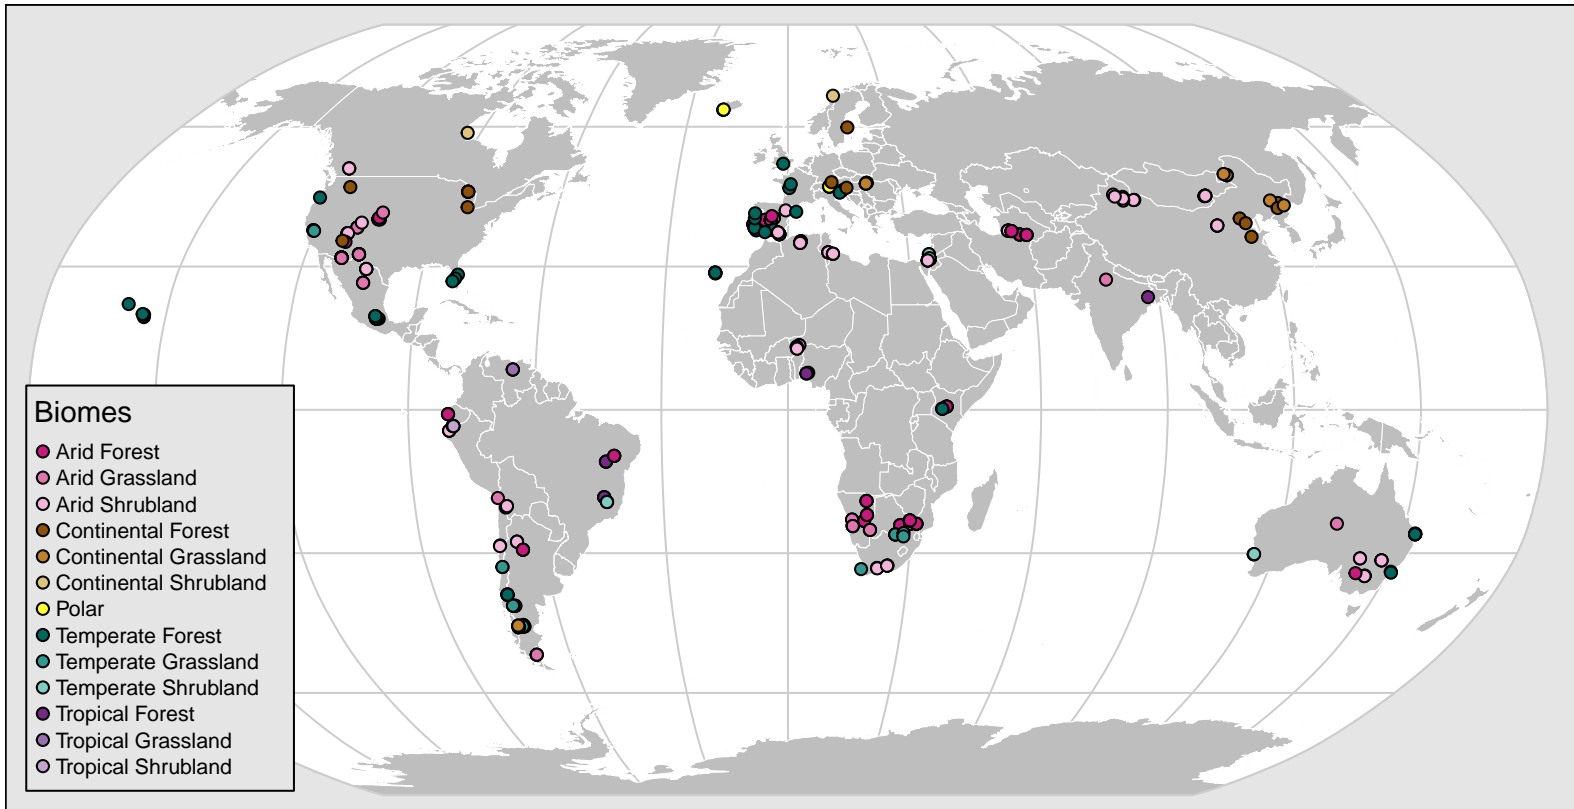 Biomes
Arid Forest
Arid Grassland
Arid Shrubland
Continental Forest
Continental Grassland
Continental Shrubland
Polar
Temperate Forest
Temperate Grassland
Temperate Shrubland
Tropical Forest
Tropical Grassland
Tropical Shrubland